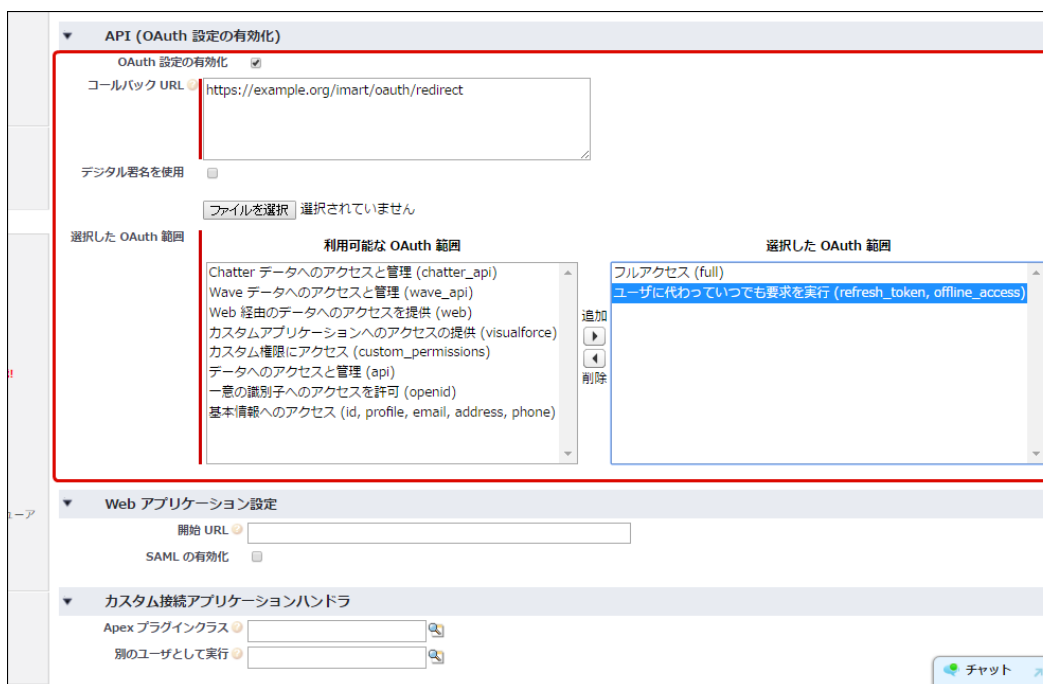 API (OAuth 設定の有効化)
OAuth 設定の有効化
コールバック URL
https://example.org/imart/oauth/redirect
デジタル署名を使用
ファイルを選択 選択されていません
選択した OAuth 範囲
利用可能な OAuth 範囲
選択した OAuth 範囲
Chatter データへのアクセスと管理 (chatter_api)
Wave データへのアクセスと管理 (wave_api)
Web 経由のデータへのアクセスを提供 (web)
カスタムアプリケーションへのアクセスの提供 (visualforce)
カスタム権限にアクセス (custom_permissions)
データへのアクセスと管理 (api)
一意の識別子へのアクセスを許可 (openid)
基本情報へのアクセス (id, profile, email, address, phone)
追加
削除
フルアクセス (full)
ユーザに代わっていつでも要求を実行 (refresh_token, offline_access)
Web アプリケーション設定
ューア
開始 URL
SAML の有効化
カスタム接続アプリケーションハンドラ
Apex プラグインクラス
別のユーザとして実行
チャット